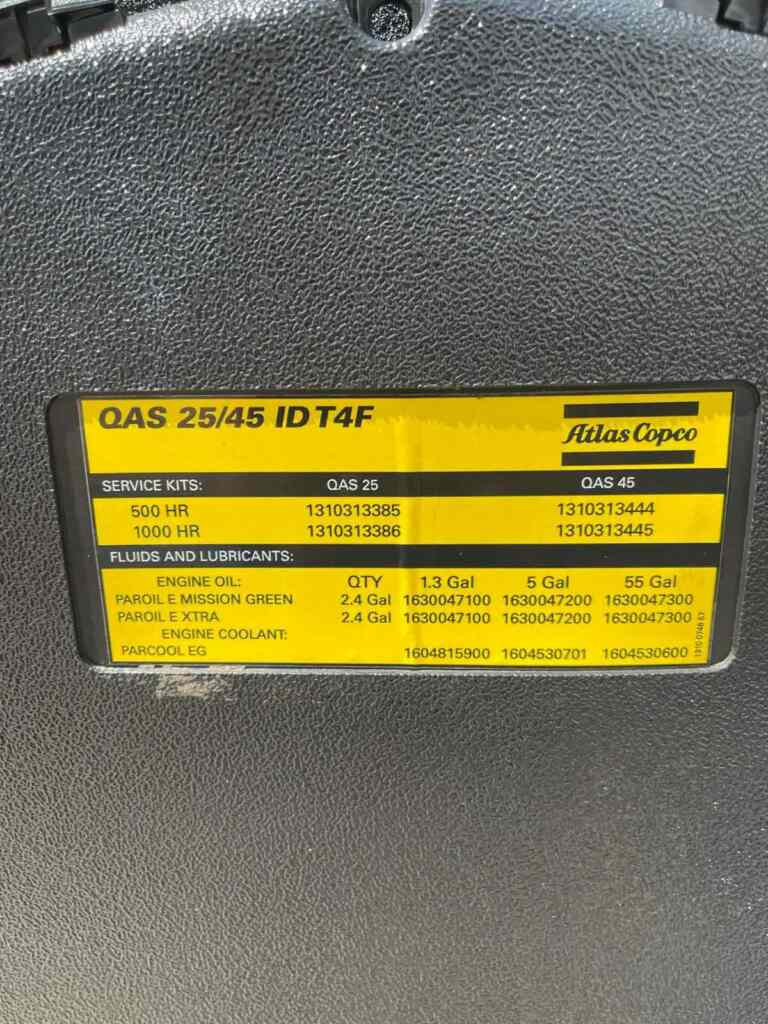 QAS 25/45 ID T4F
Atlas Copco
SERVICE KITS: QAS 25 QAS 45
500 HR 1310313385 1310313444
1000 HR 1310313386 1310313445
FLUIDS AND LUBRICANTS:
ENGINE OIL: QTY 1.3 Gal 5 Gal 55 Gal
PAROIL E MISSION GREEN 2.4 Gal 1630047100 1630047200 1630047300
PAROIL E XTRA 2.4 Gal 1630047100 1630047200 1630047300
ENGINE COOLANT:
PARCOOL EG 1604815900 1604530701 1604530600